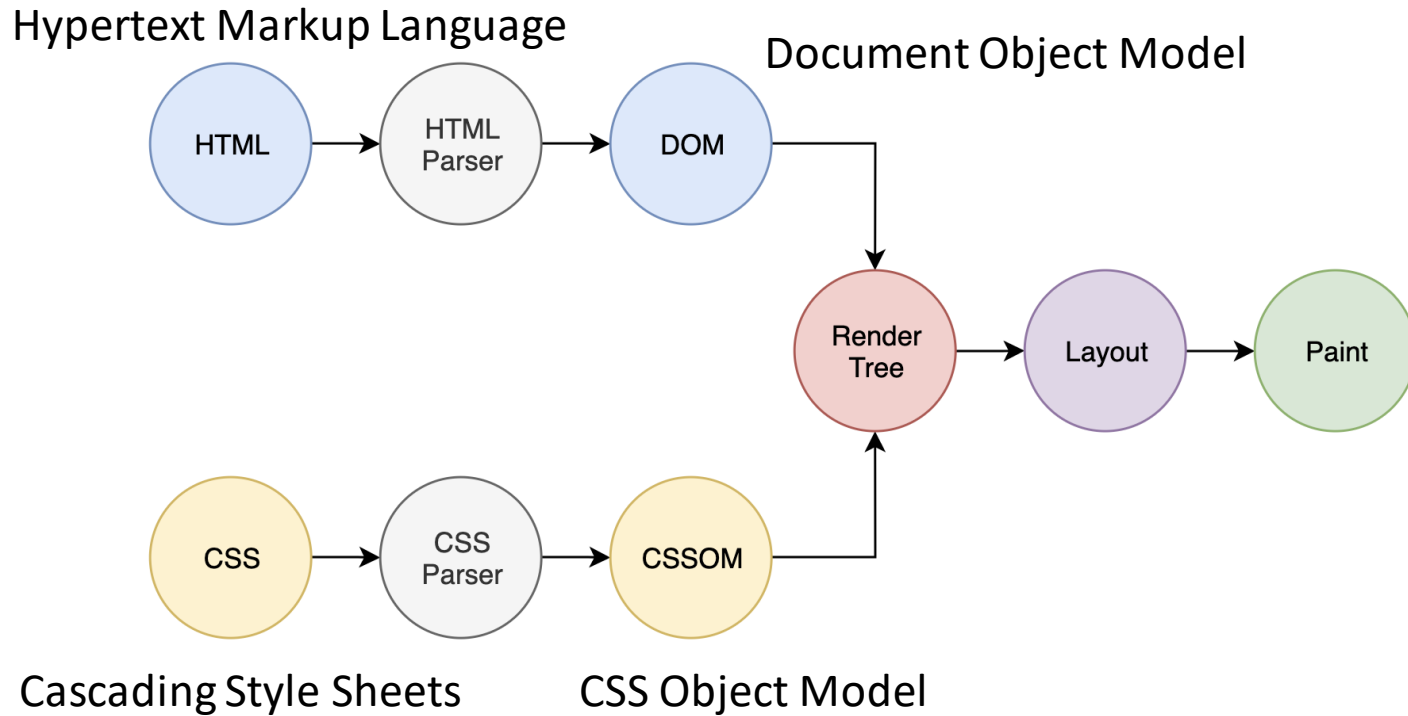 Hypertext Markup Language
Document Object Model
HTML
HTML
Parser
DOM
Render
Tree
Layout
Paint
CSS
CSS
Parser
CSSOM
Cascading Style Sheets
CSS Object Model